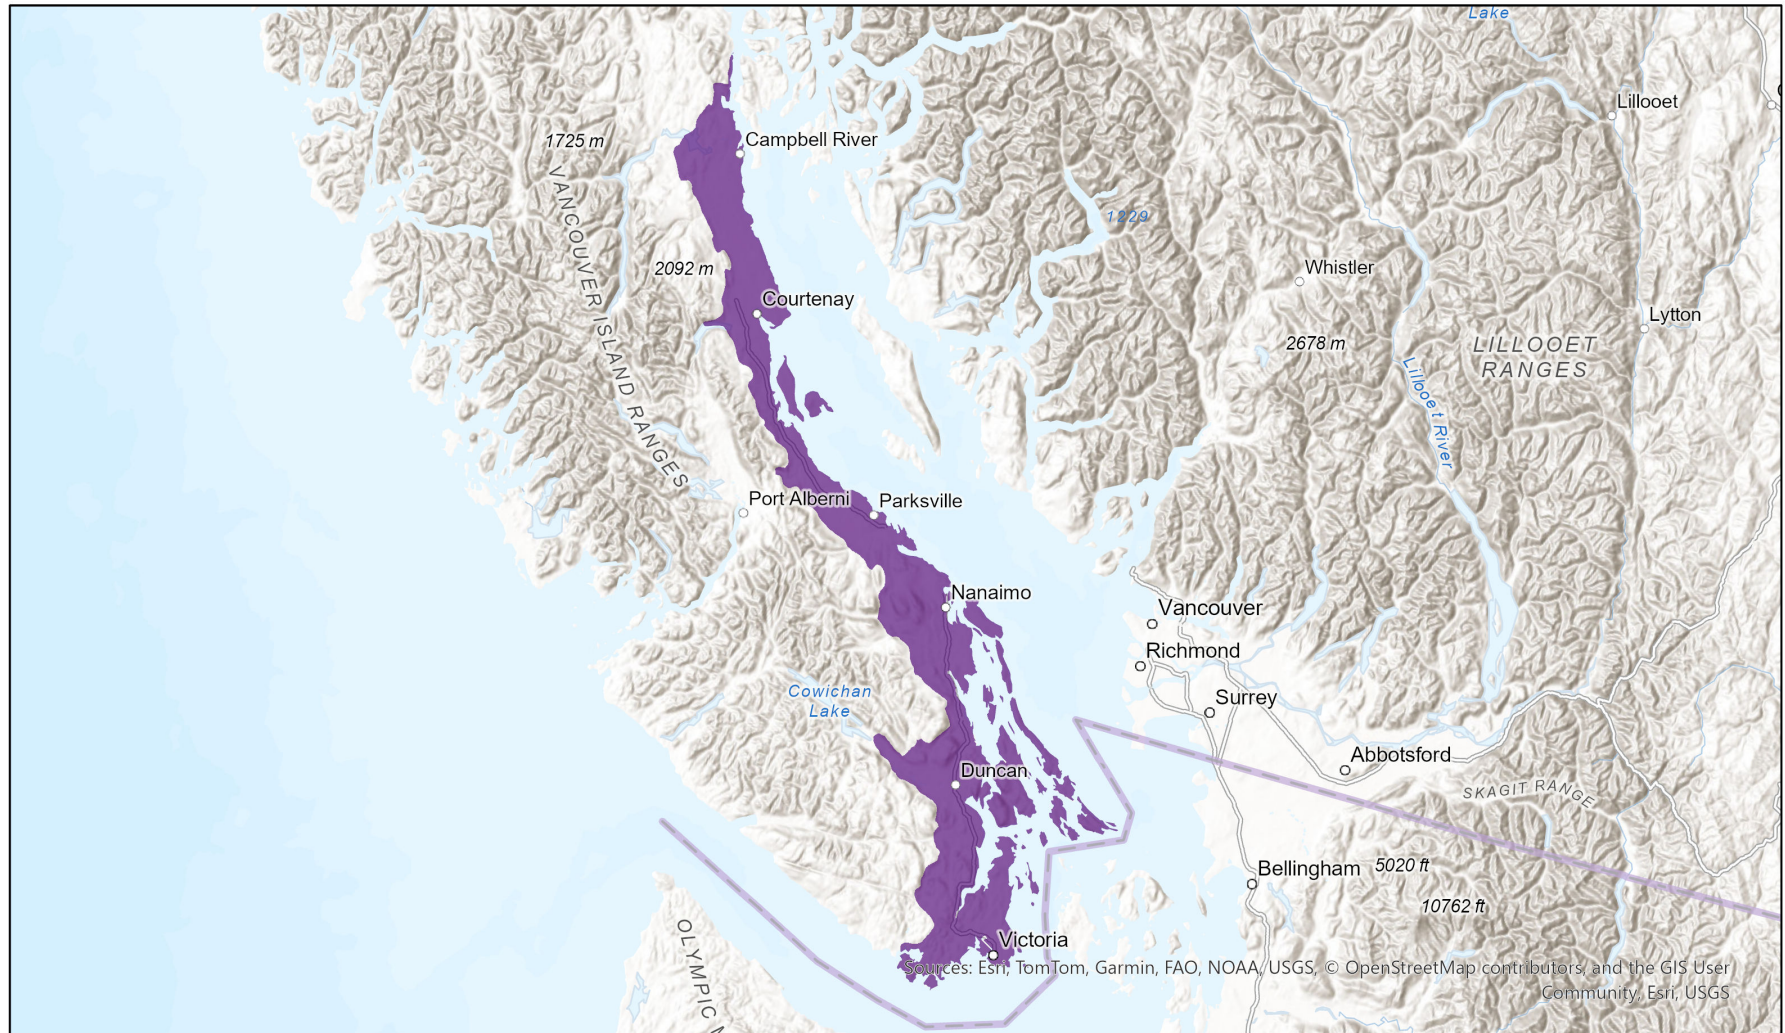 Lake
Lillooet
1725 m
Campbell River
VANCOUVER ISLAND RANGES
1229
2092 m
Whistler
Courtenay
Lytton
2678 m
LILLOOET
RANGES
Lillooet River
Port Alberni
Parksville
Nanaimo
Vancouver
Richmond
Cowichan
Lake
Surrey
Abbotsford
Duncan
SKAGIT RANGE
Bellingham
5020 ft
10762 ft
OLYMPIC
Victoria
Sources: Esri, TomTom, Garmin, FAO, NOAA, USGS, © OpenStreetMap contributors, and the GIS User
Community, Esri, USGS